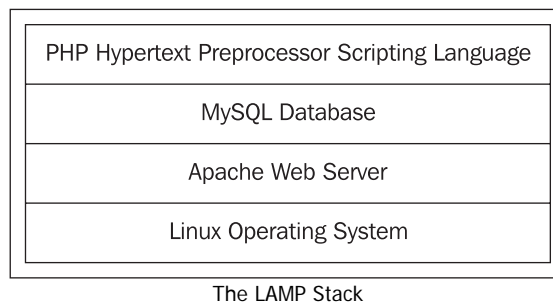 PHP Hypertext Preprocessor Scripting Language
MySQL Database
Apache Web Server
Linux Operating System
The LAMP Stack